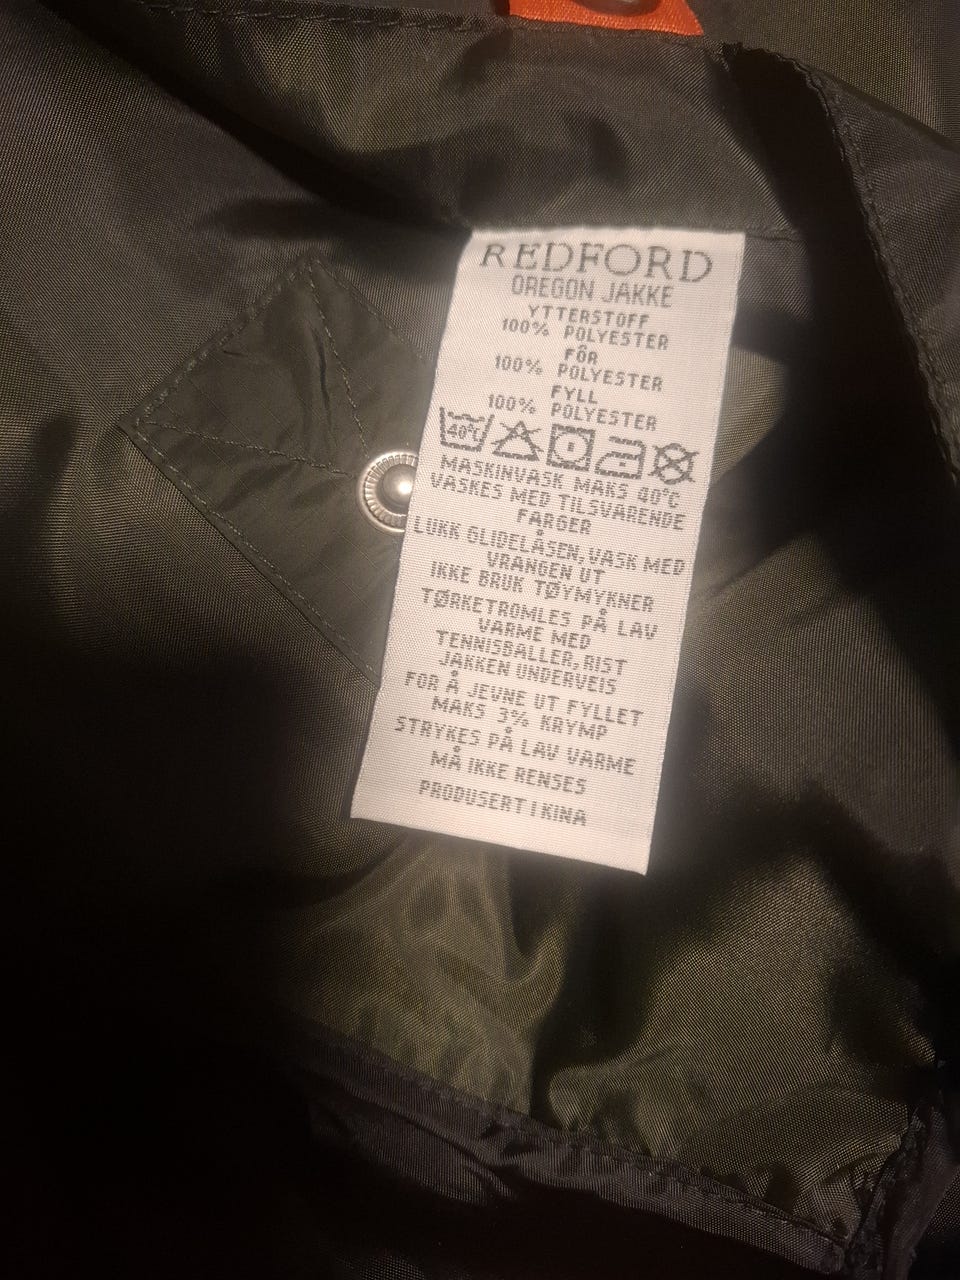 REDFORD
OREGON JAKKE
YTTERSTOFF
100% POLYESTER
FÔR
100% POLYESTER
FYLL
100% POLYESTER
40°C
MASKINVASK MAKS 40°C
VASKES MED TILSVARENDE
FARGER
LUKK GLIDELÅSEN, VASK MED
VRANGEN UT
IKKE BRUK TØYMYKNER
TØRKETROMLES PÅ LAV
VARME MED
TENNISBALLER, RIST
JAKKEN UNDERVEIS
FOR Å JEVNE UT FYLLET
MAKS 3% KRYMP
STRYKES PÅ LAV VARME
MÅ IKKE RENSES
PRODUSERT I KINA